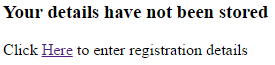 Your details have not been stored
Click Here to enter registration details